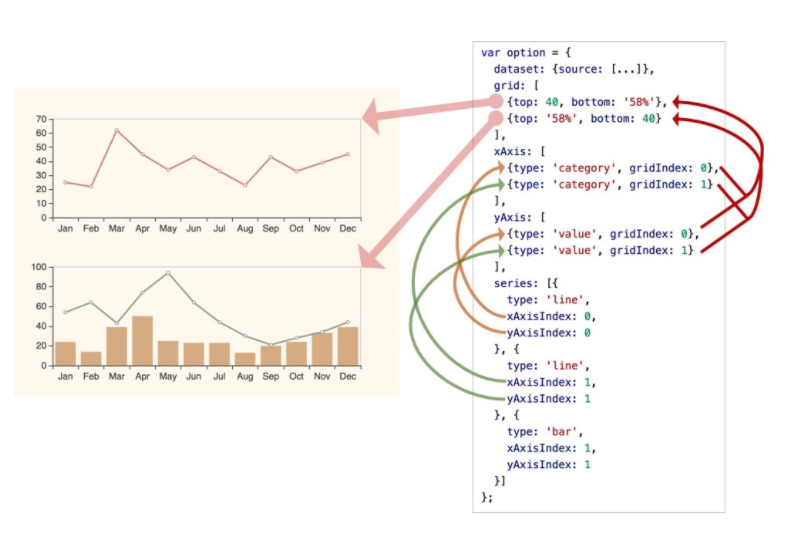 70
60
50
40
30
20
10
0
Jan Feb Mar Apr May Jun Jul Aug Sep Oct Nov Dec
100
80
60
40
20
0
Jan Feb Mar Apr May Jun Jul Aug Sep Oct Nov Dec
var option = {
dataset: {source: [...]},
grid: [
{top: 40, bottom: '58%'},
{top: '58%', bottom: 40}
],
xAxis: [
{type: 'category', gridIndex: 0},
{type: 'category', gridIndex: 1}
],
yAxis: [
{type: 'value', gridIndex: 0},
{type: 'value', gridIndex: 1}
],
series: [{
type: 'line',
xAxisIndex: 0,
yAxisIndex: 0
}, {
type: 'line',
xAxisIndex: 1,
yAxisIndex: 1
}, {
type: 'bar',
xAxisIndex: 1,
yAxisIndex: 1
}]
};